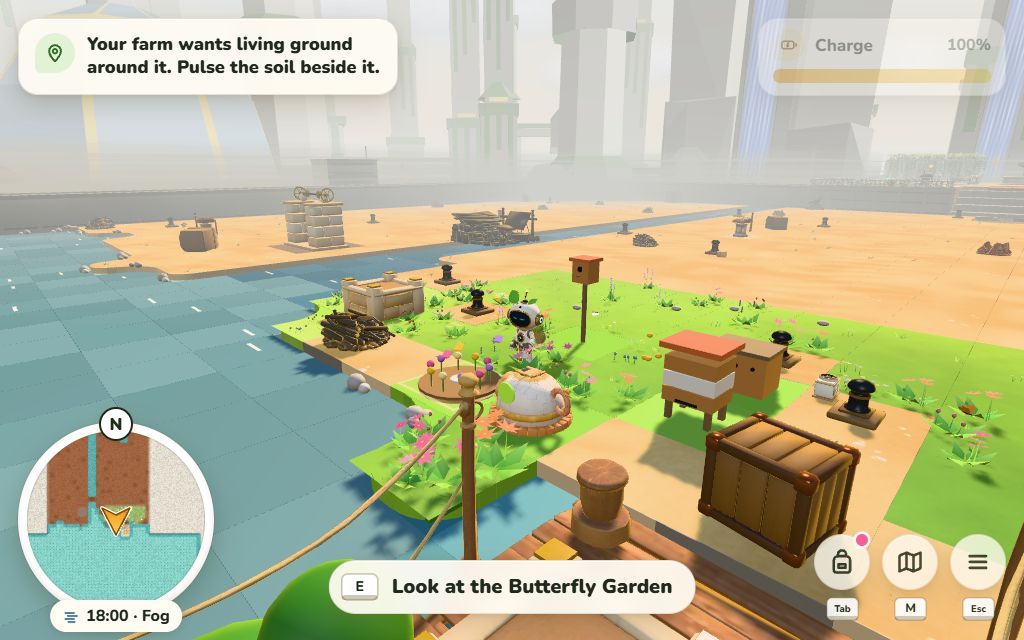 Your farm wants living ground
around it. Pulse the soil beside it.
Charge 100%
N
18:00 · Fog
E Look at the Butterfly Garden
Tab M Esc